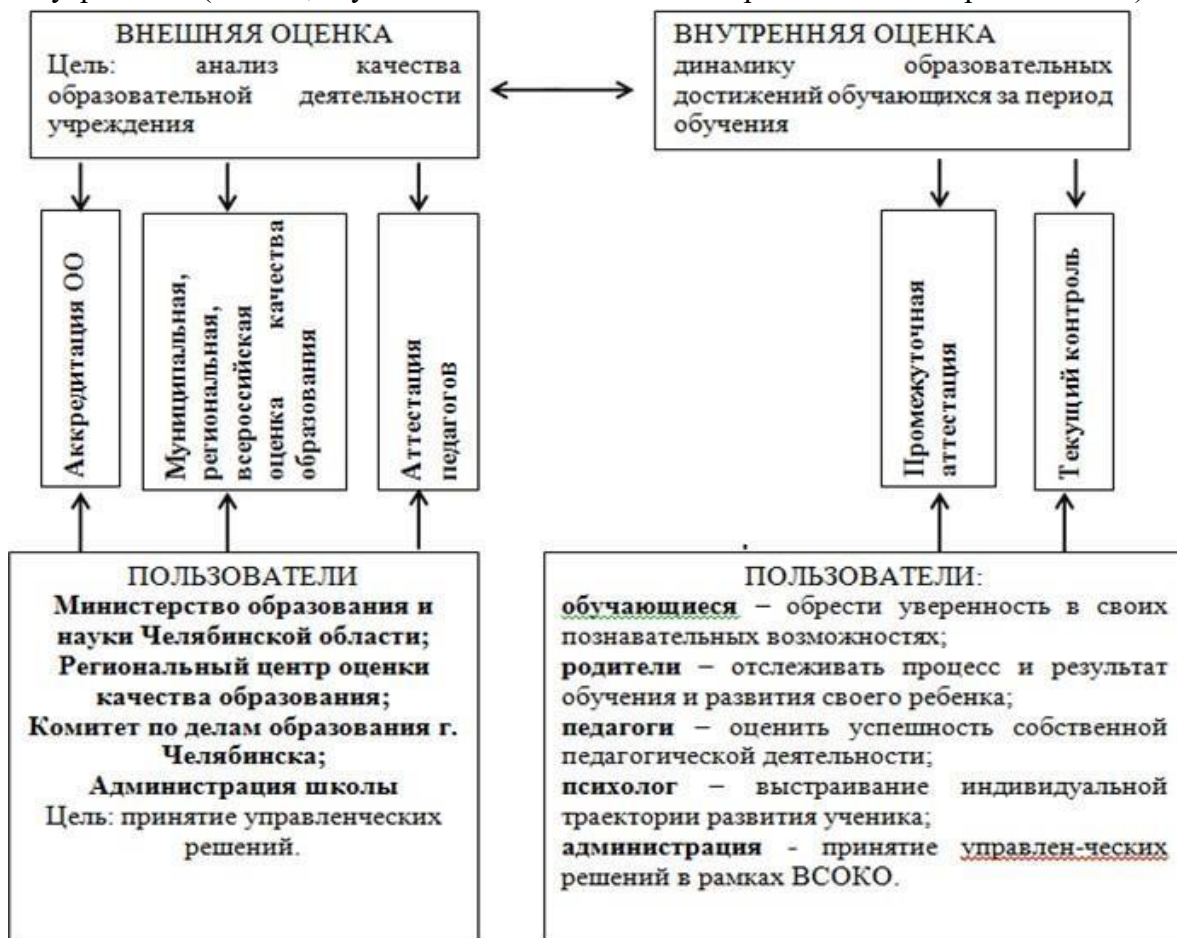 ВНЕШНЯЯ ОЦЕНКА
Цель: анализ качества
образовательной деятельности
учреждения
ВНУТРЕННЯЯ ОЦЕНКА
динамику образовательных
достижений обучающихся за период
обучения
Аккредитация ОО
Муниципальная,
региональная,
всероссийская
оценка качества
образования
Аттестация
педагогов
Промежуточная
аттестация
Текущий контроль
ПОЛЬЗОВАТЕЛИ
Министерство образования и
науки Челябинской области;
Региональный центр оценки
качества образования;
Комитет по делам образования г.
Челябинска;
Администрация школы
Цель: принятие управленческих
решений.
ПОЛЬЗОВАТЕЛИ:
обучающиеся – обрести уверенность в своих
познавательных возможностях;
родители – отслеживать процесс и результат
обучения и развития своего ребенка;
педагоги – оценить успешность собственной
педагогической деятельности;
психолог – выстраивание индивидуальной
траектории развития ученика;
администрация - принятие управлен-ческих
решений в рамках ВСОКО.